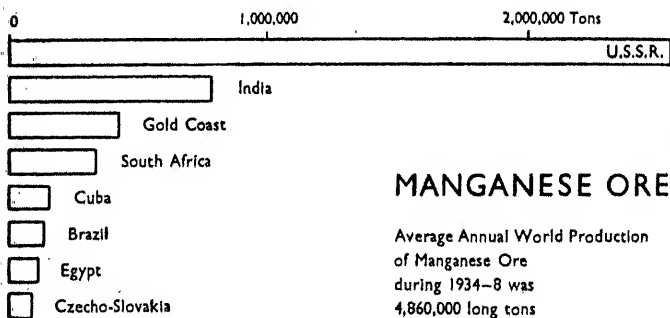 0 1,000,000 2,000,000 Tons
U.S.S.R.
India
Gold Coast
South Africa
Cuba
Brazil
Egypt
Czecho-Slovakia
MANGANESE ORE
Average Annual World Production
of Manganese Ore
during 1934–8 was
4,860,000 long tons